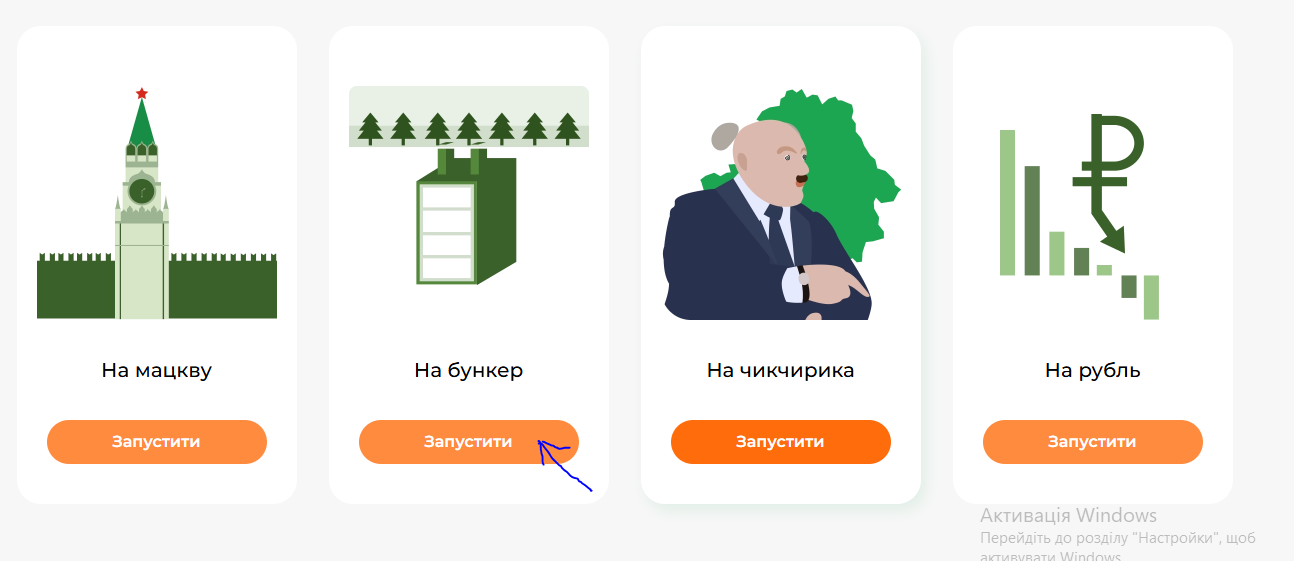 На мацкву
На бункер
На чикчирика
На рубль
Запустити
Запустити
Запустити
Запустити
Активація Windows
Перейдіть до розділу "Настройки", щоб
активувати Windows.